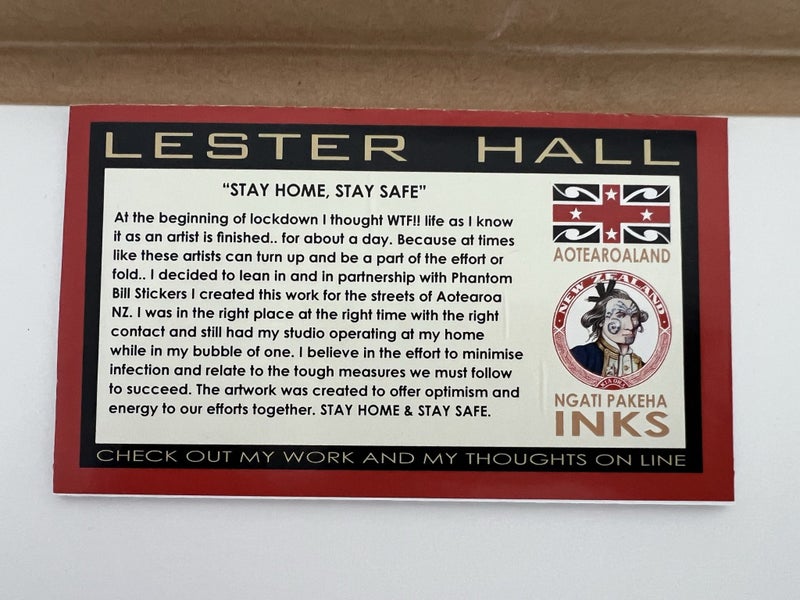 LESTER HALL
"STAY HOME, STAY SAFE"
At the beginning of lockdown I thought WTF!! life as I know
it as an artist is finished.. for about a day. Because at times
like these artists can turn up and be a part of the effort or
fold.. I decided to lean in and in partnership with Phantom
Bill Stickers I created this work for the streets of Aotearoa
NZ. I was in the right place at the right time with the right
contact and still had my studio operating at my home
while in my bubble of one. I believe in the effort to minimise
infection and relate to the tough measures we must follow
to succeed. The artwork was created to offer optimism and
energy to our efforts together. STAY HOME & STAY SAFE.
AOTEAROALAND
NEW ZEALAND
KIA ORA
NGATI PAKEHA
INKS
CHECK OUT MY WORK AND MY THOUGHTS ON LINE